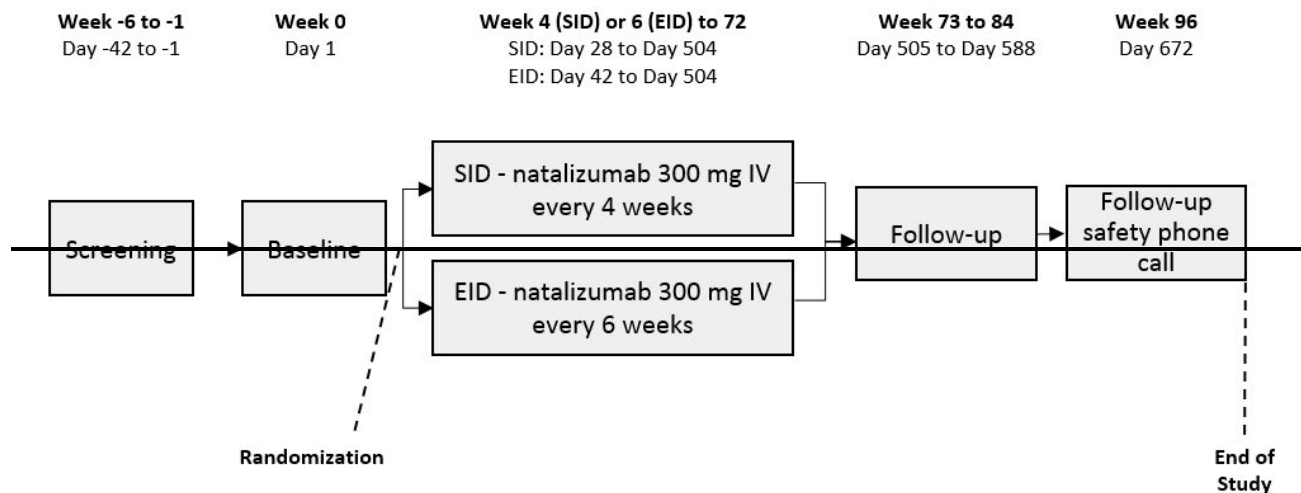 Week -6 to -1
Day -42 to -1
Week 0
Day 1
Week 4 (SID) or 6 (EID) to 72
SID: Day 28 to Day 504
EID: Day 42 to Day 504
Week 73 to 84
Day 505 to Day 588
Week 96
Day 672
Screening
Baseline
SID - natalizumab 300 mg IV
every 4 weeks
EID - natalizumab 300 mg IV
every 6 weeks
Follow-up
Follow-up
safety phone
call
Randomization
End of
Study